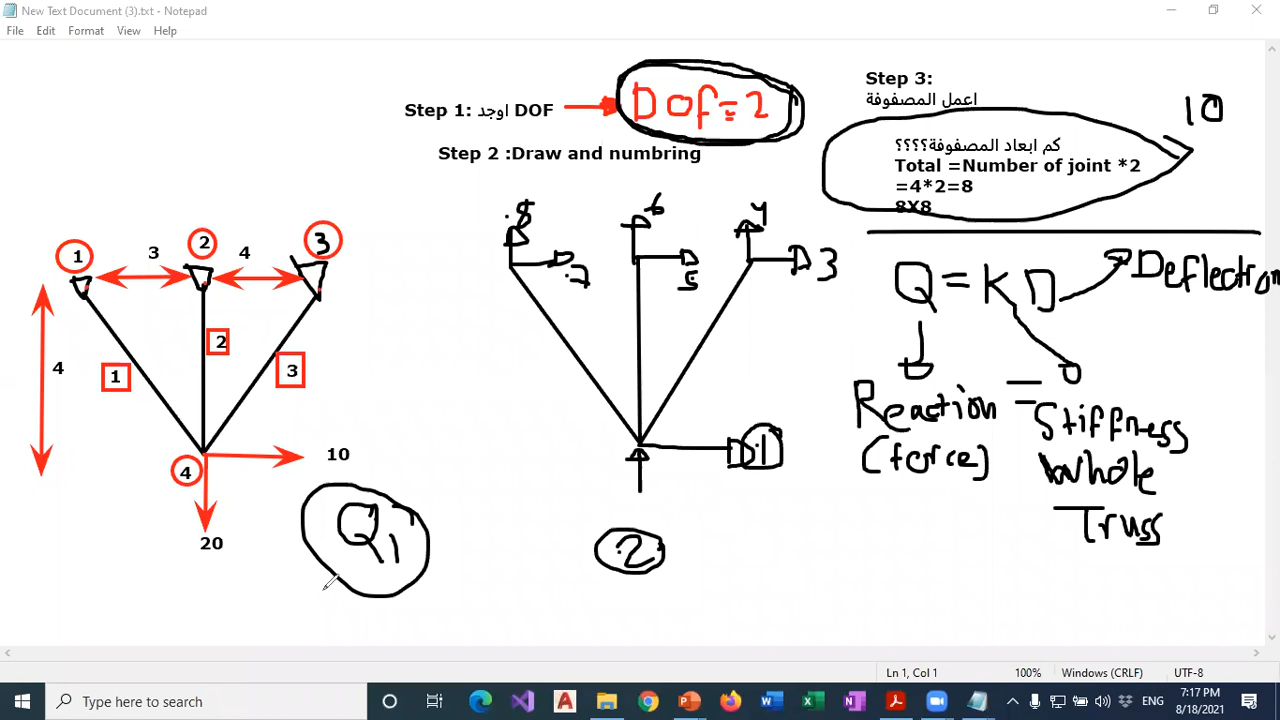 New Text Document (3).txt - Notepad
File Edit Format View Help
Step 1: اوجد DOF
DOF=2
Step 2 :Draw and numbring
Step 3:
اعمل المصفوفة
كم ابعاد المصفوفة؟؟؟؟
Total =Number of joint *2
=4*2=8
8X8
10
1 3 2 4 3
4
1 2 3
4
10
20
Q1
8
7
6
5
4
3
1
2
Q = K D
Deflection
Reaction
(force)
= Stiffness
Whole
Truss
Ln 1, Col 1 100% Windows (CRLF) UTF-8
Type here to search
ENG
7:17 PM
8/18/2021